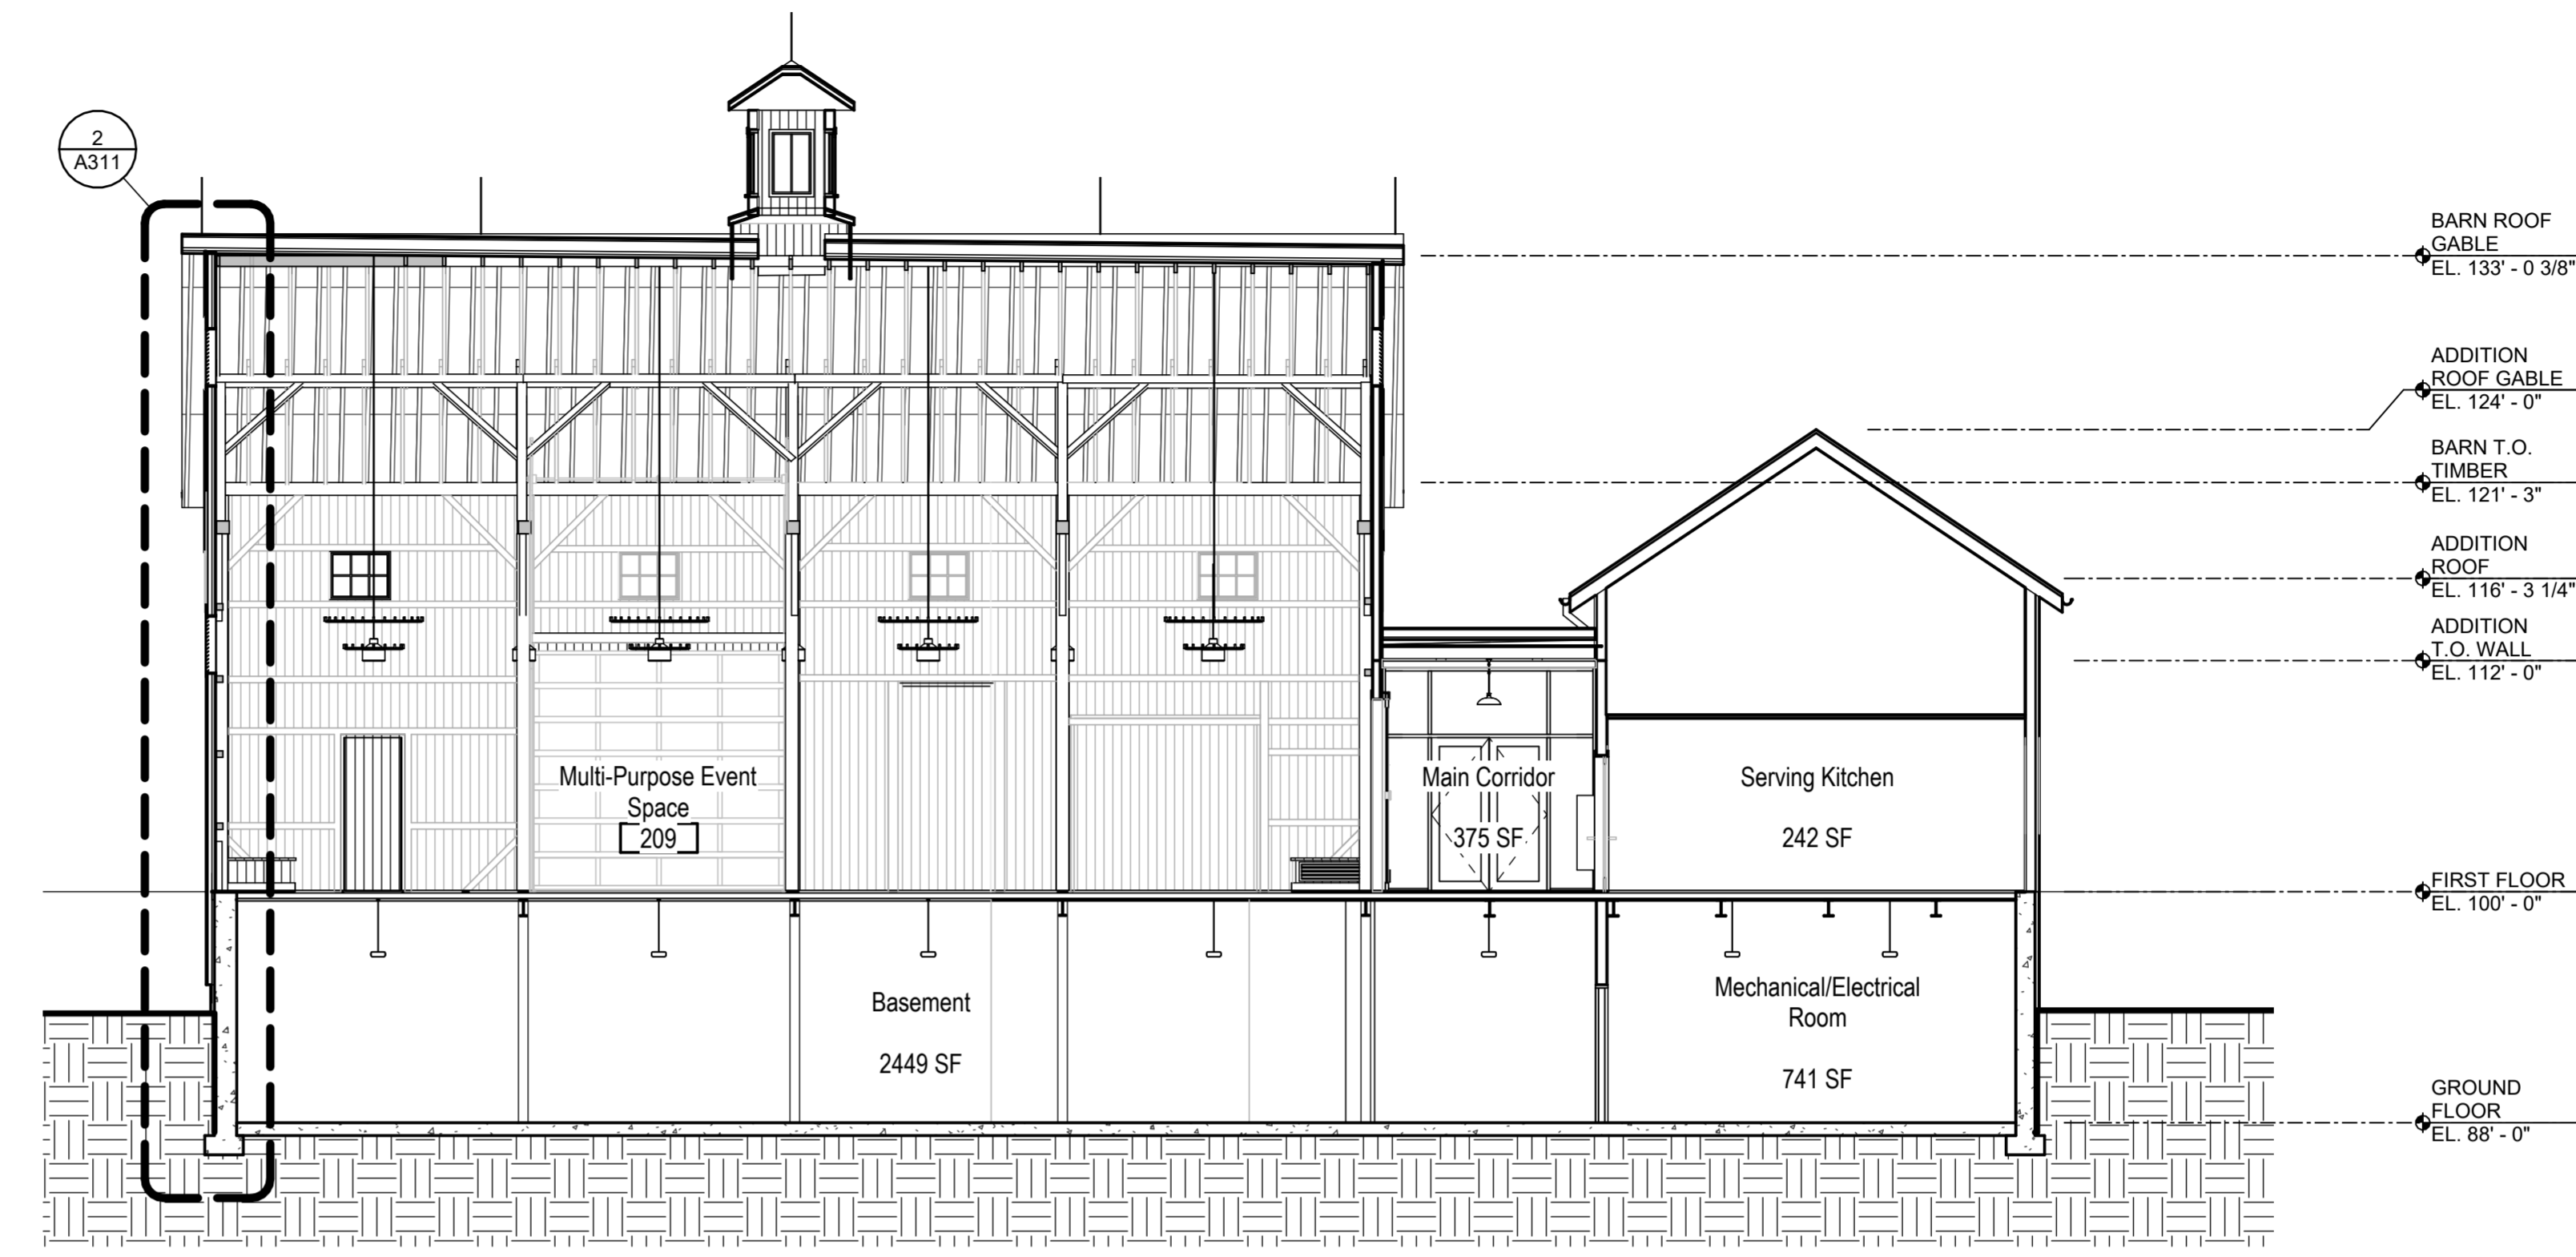 2
A311
BARN ROOF
GABLE
EL. 133' - 0 3/8"
ADDITION
ROOF GABLE
EL. 124' - 0"
BARN T.O.
TIMBER
EL. 121' - 3"
ADDITION
ROOF
EL. 116' - 3 1/4"
ADDITION
T.O. WALL
EL. 112' - 0"
Multi-Purpose Event
Space
209
Main Corridor
375 SF
Serving Kitchen
242 SF
FIRST FLOOR
EL. 100' - 0"
Basement
2449 SF
Mechanical/Electrical
Room
741 SF
GROUND
FLOOR
EL. 88' - 0"